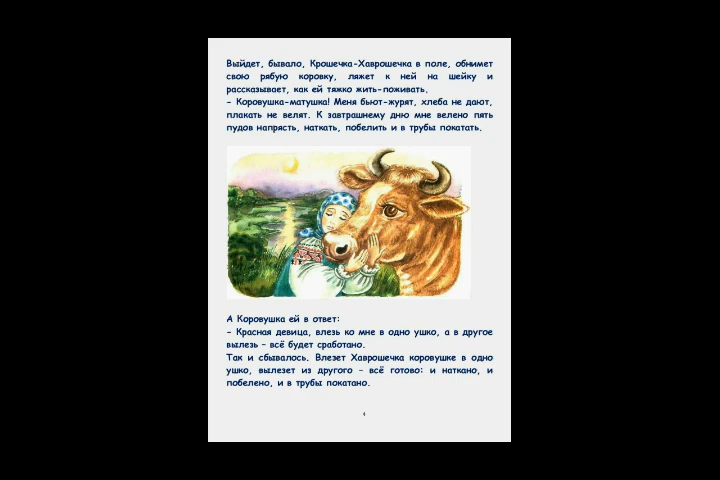 Выйдет, бывало, Крошечка-Хаврошечка в поле, обнимет
свою рябую коровку, ляжет к ней на шейку и
рассказывает, как ей тяжко жить-поживать.
- Коровушка-матушка! Меня бьют-журят, хлеба не дают,
плакать не велят. К завтрашнему дню мне велено пять
пудов напрясть, наткать, побелить и в трубы покатать.
А Коровушка ей в ответ:
- Красная девица, влезь ко мне в одно ушко, а в другое
вылезь – всё будет сработано.
Так и сбывалось. Влезет Хаврошечка коровушке в одно
ушко, вылезет из другого – всё готово: и наткано, и
побелено, и в трубы покатано.
4